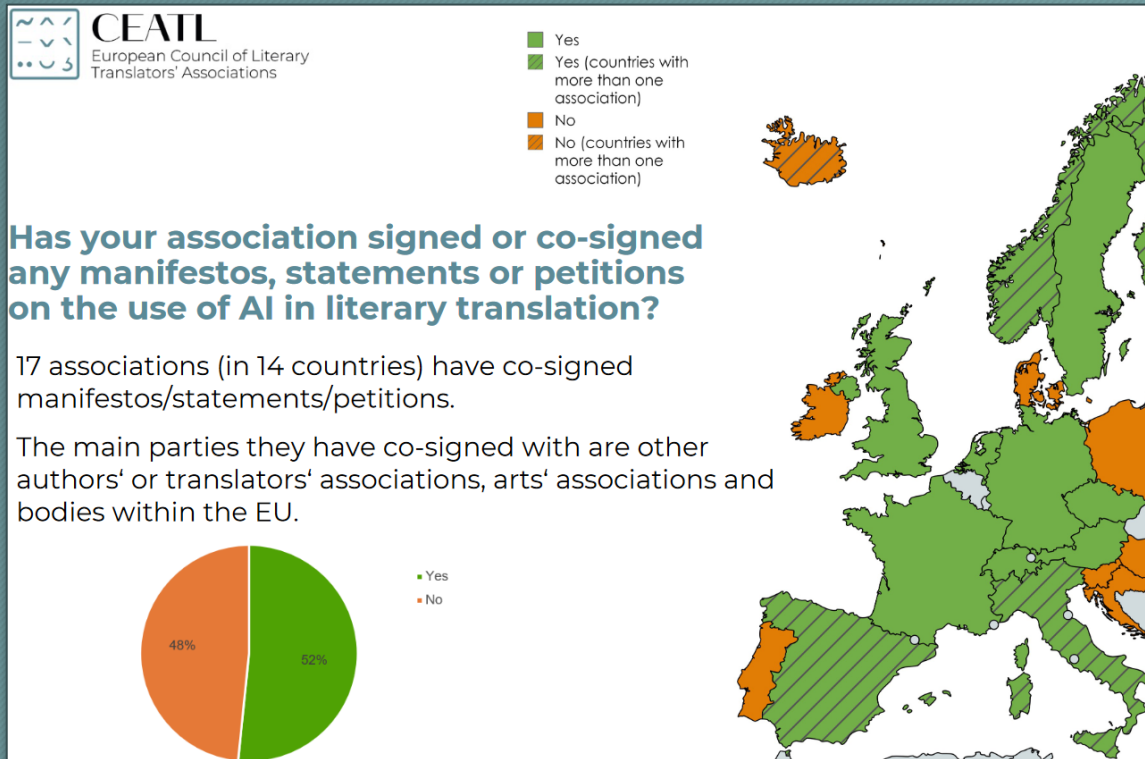 CEATL
European Council of Literary
Translators' Associations
Yes
Yes (countries with
more than one
association)
No
No (countries with
more than one
association)
Has your association signed or co-signed
any manifestos, statements or petitions
on the use of AI in literary translation?
17 associations (in 14 countries) have co-signed
manifestos/statements/petitions.
The main parties they have co-signed with are other
authors‘ or translators‘ associations, arts‘ associations and
bodies within the EU.
Yes
No
48%
52%